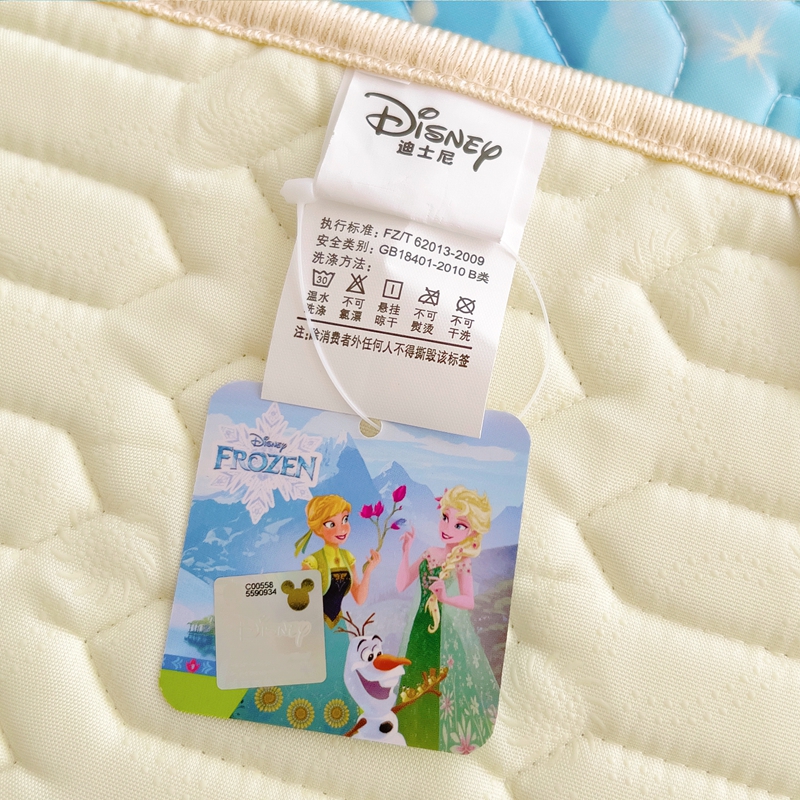 Disney
迪士尼
执行标准: FZ/T 62013-2009
安全类别: GB18401-2010 B类
洗涤方法:
30
温水 不可 悬挂 不可 不可
洗涤 氯漂 晾干 熨烫 干洗
注:除消费者外任何人不得撕毁该标签
Disney
FROZEN
C00558
5590934
Disney